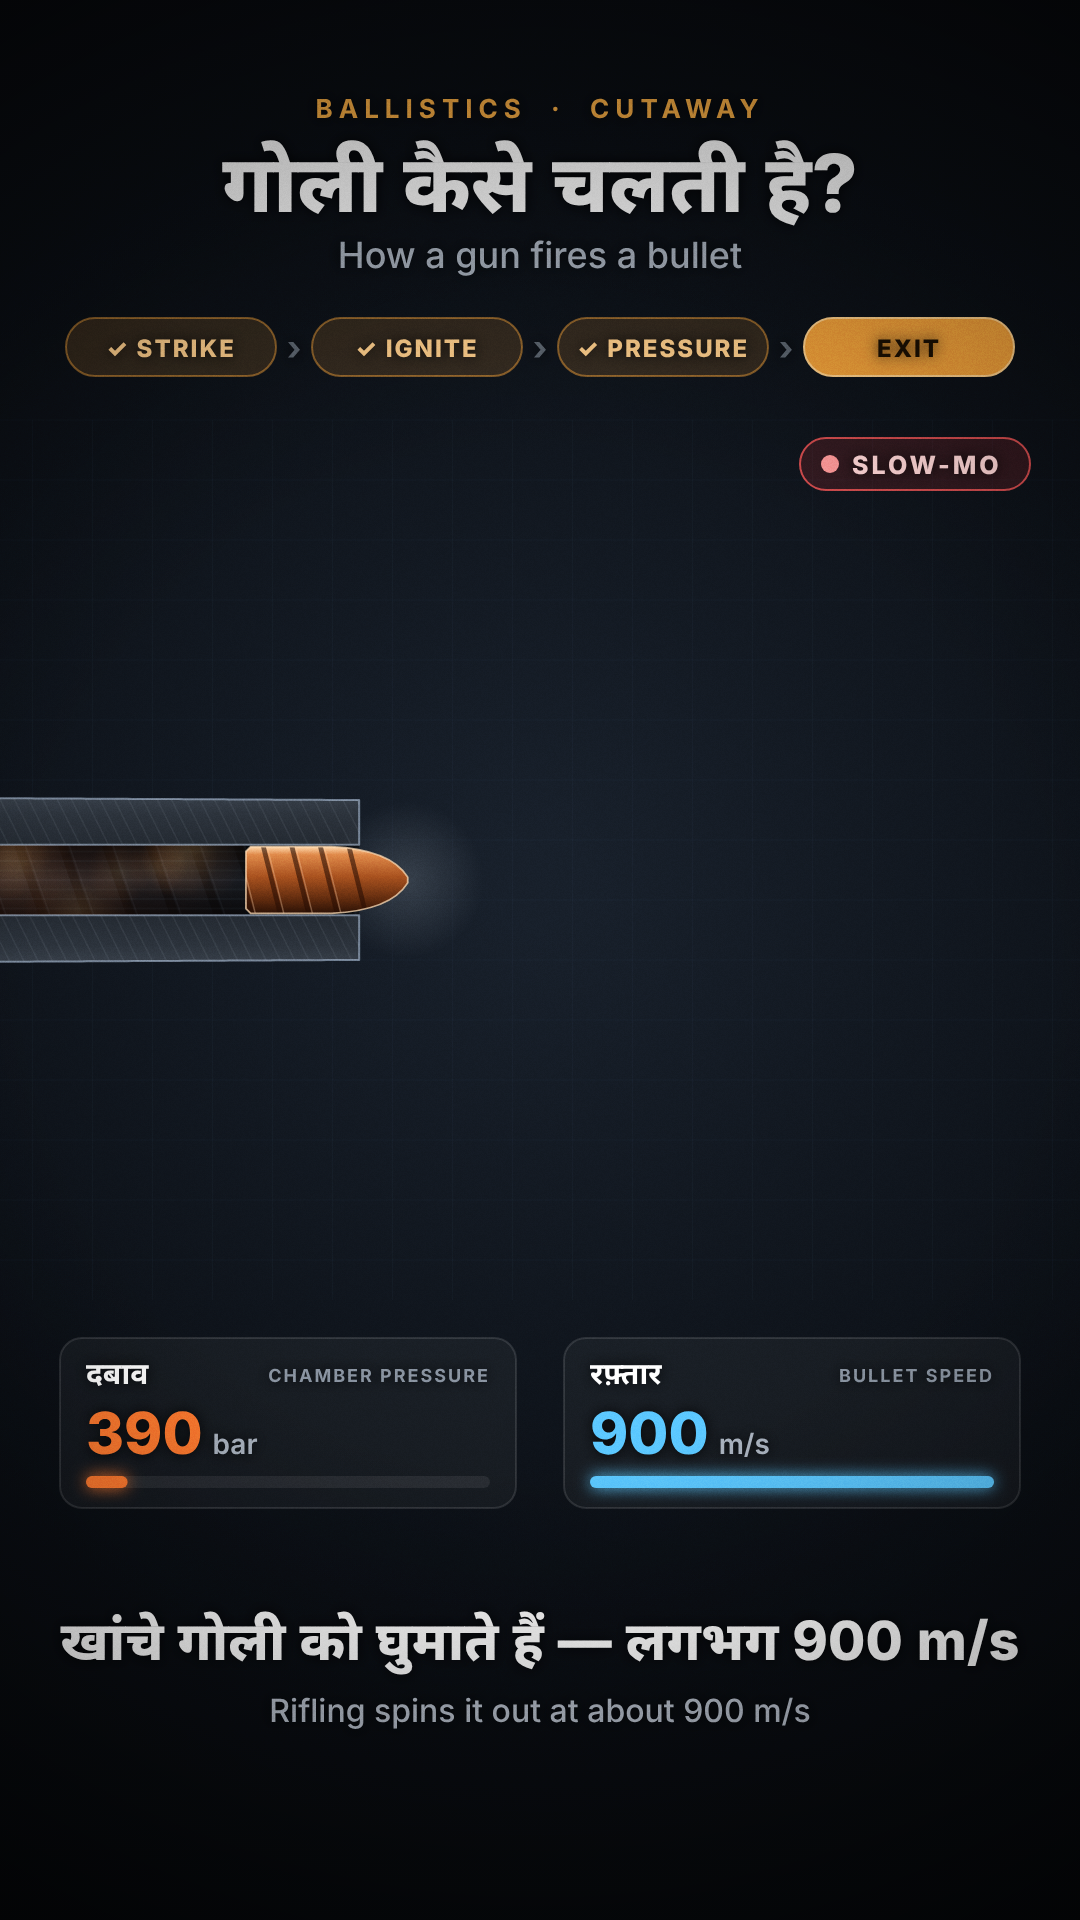 BALLISTICS · CUTAWAY
गोली कैसे चलती है?
How a gun fires a bullet
✓ STRIKE › ✓ IGNITE › ✓ PRESSURE › EXIT
SLOW-MO
दबाव CHAMBER PRESSURE
390 bar
रफ़्तार BULLET SPEED
900 m/s
खांचे गोली को घुमाते हैं — लगभग 900 m/s
Rifling spins it out at about 900 m/s